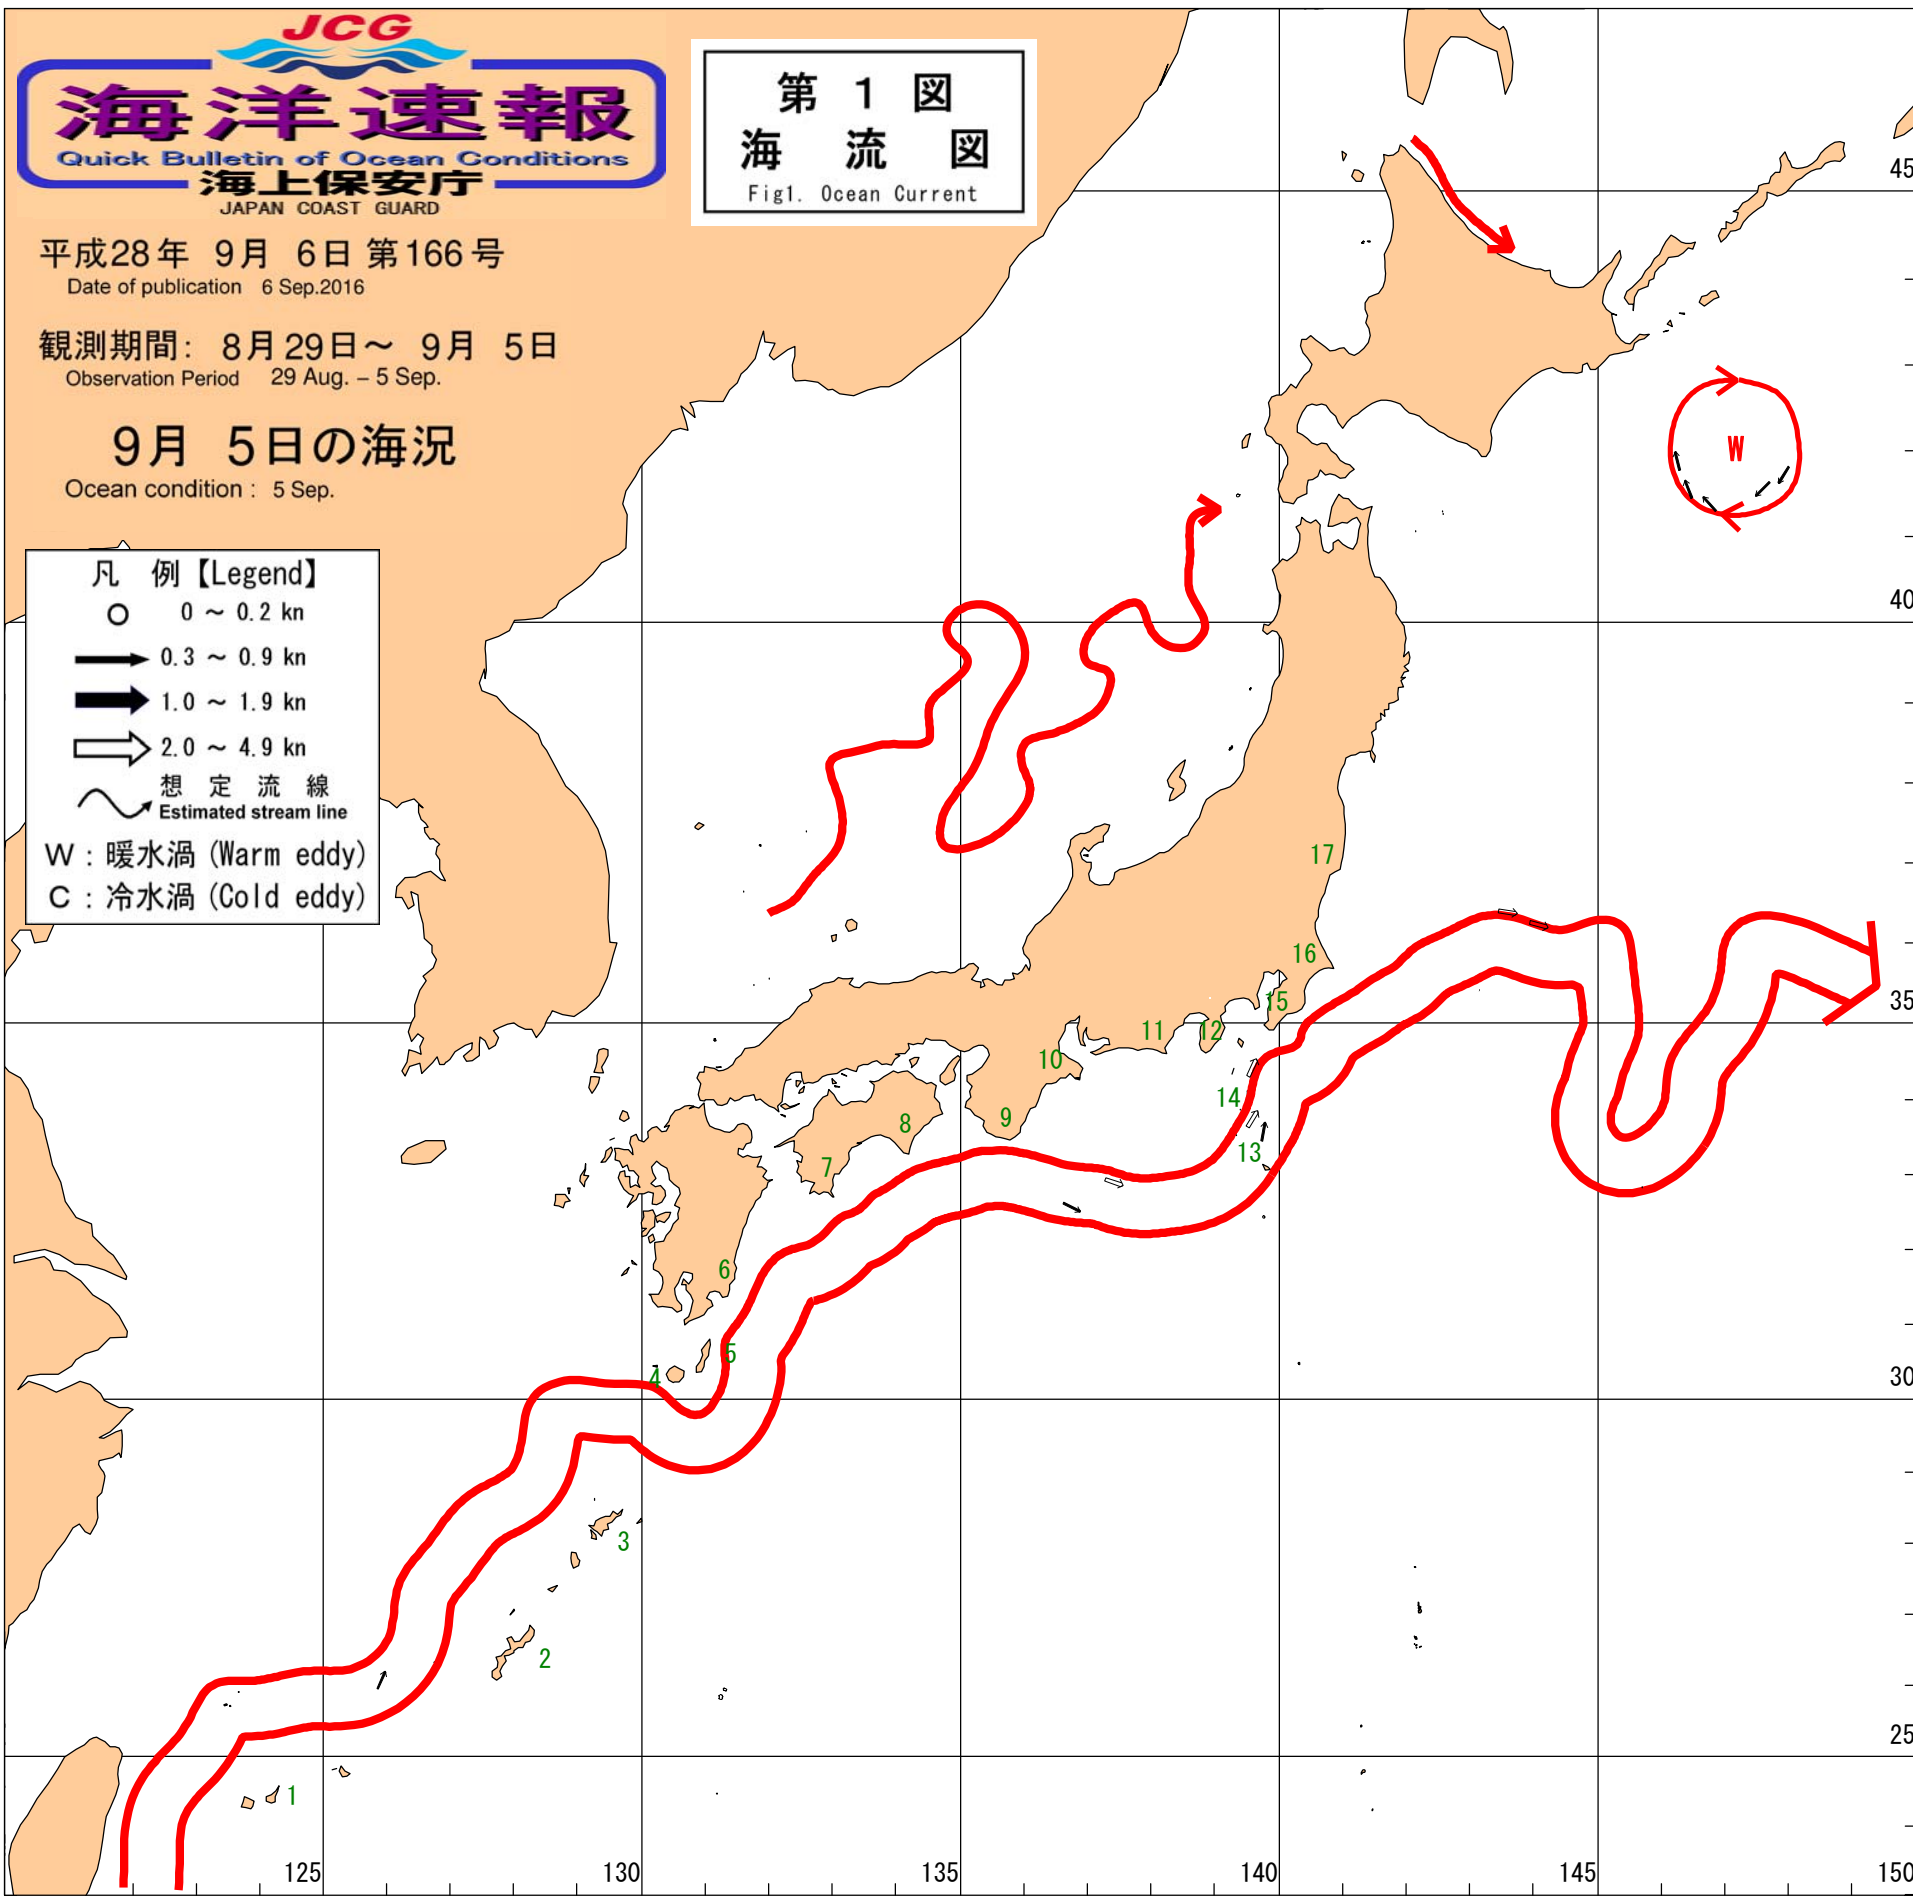 JCG
海洋速報
Quick Bulletin of Ocean Conditions
海上保安庁
JAPAN COAST GUARD
平成28年 9月 6日 第166号
Date of publication 6 Sep.2016
観測期間: 8月29日～ 9月 5日
Observation Period 29 Aug. – 5 Sep.
9月 5日の海況
Ocean condition : 5 Sep.
第 1 図
海 流 図
Fig1. Ocean Current
凡 例【Legend】
0 ～ 0.2 kn
0.3 ～ 0.9 kn
1.0 ～ 1.9 kn
2.0 ～ 4.9 kn
想 定 流 線
Estimated stream line
W : 暖水渦 (Warm eddy)
C : 冷水渦 (Cold eddy)
45
W
40
17
16
35
15
12
11
10
14
9
8
13
7
6
5
4
30
3
2
25
1
125
130
135
140
145
150